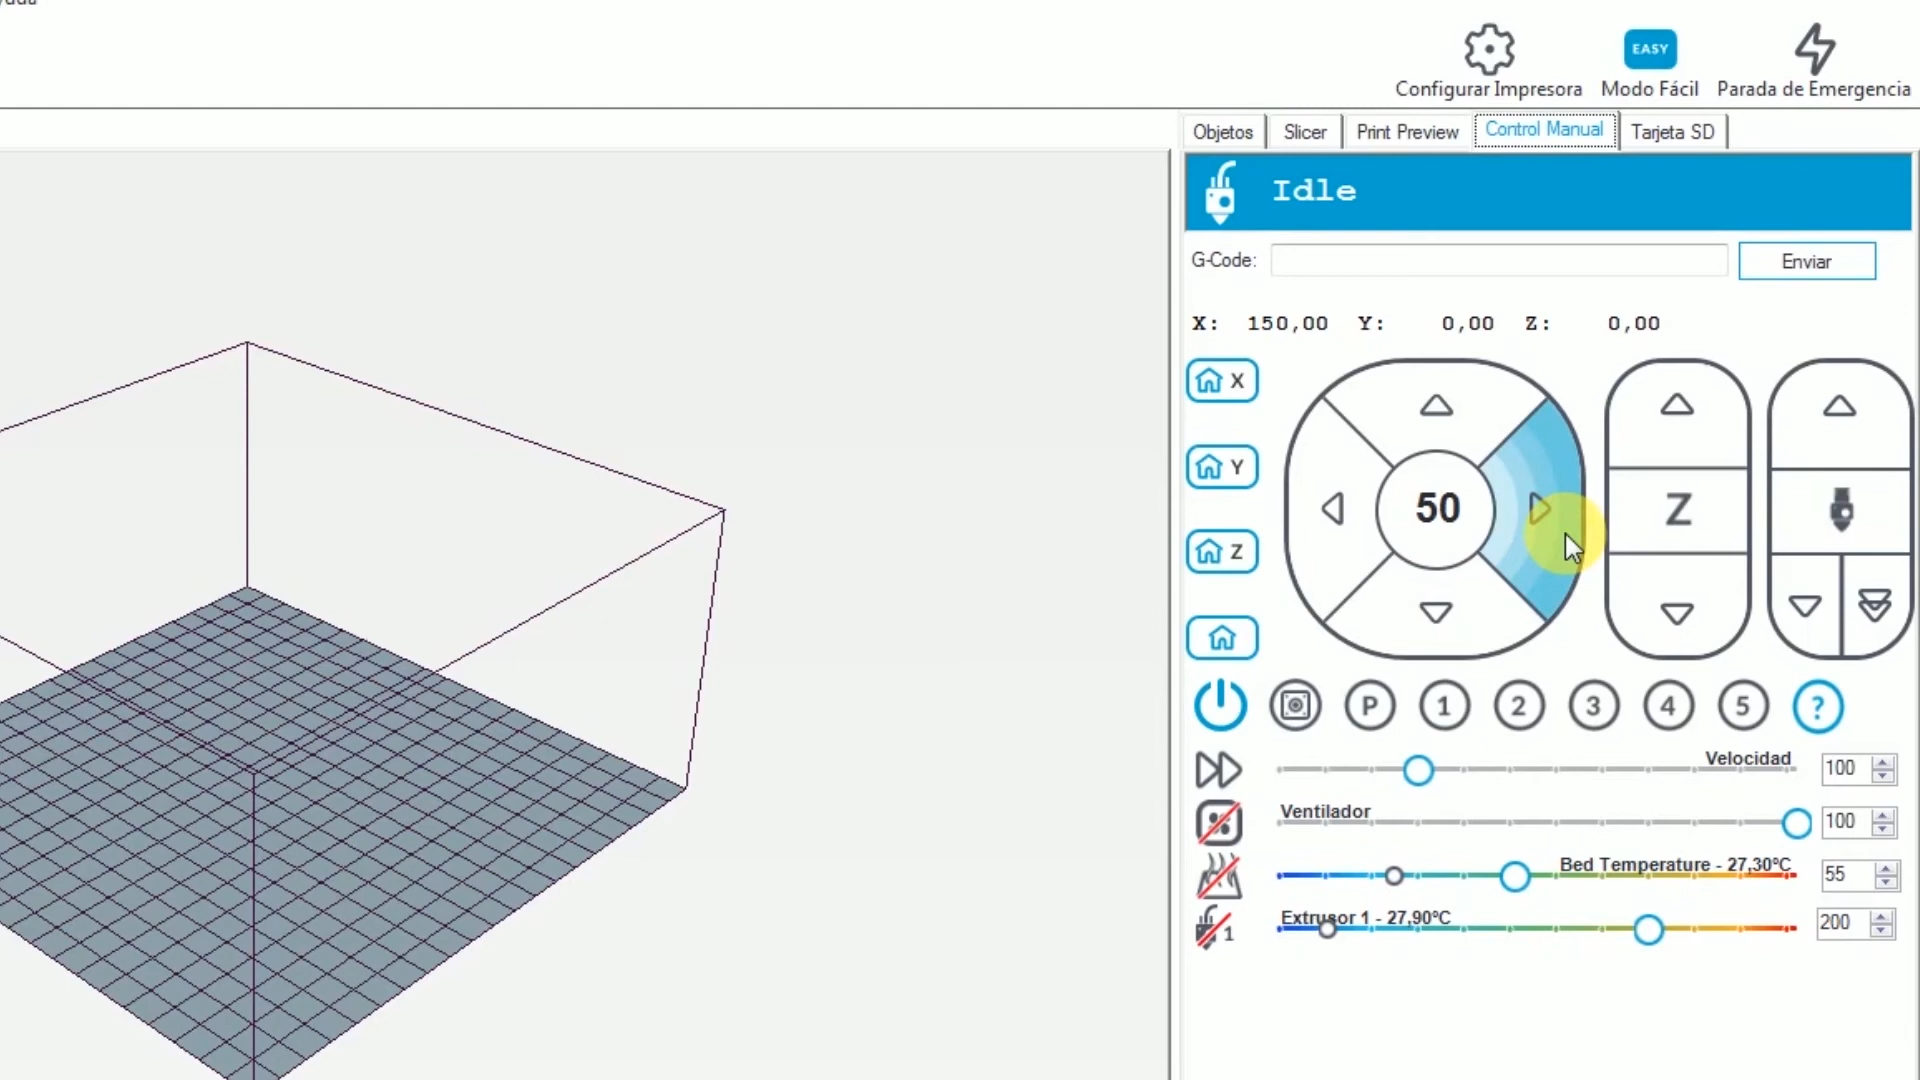 EASY
Configurar Impresora Modo Fácil Parada de Emergencia
Objetos Slicer Print Preview Control Manual Tarjeta SD
Idle
G-Code: Enviar
X: 150,00 Y: 0,00 Z: 0,00
X
Y
50 Z
Z
P 1 2 3 4 5 ?
Velocidad 100
Ventilador 100
Bed Temperature - 27,30°C 55
Extrusor 1 - 27,90°C 200
1